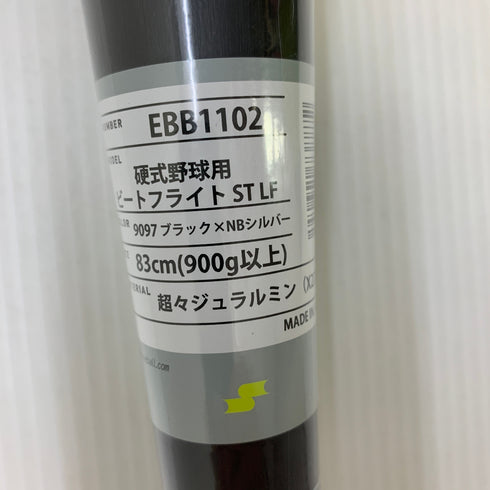 EBB1102
硬式野球用
ビートフライト ST LF
9097 ブラック×NBシルバー
83cm(900g以上)
超々ジュラルミン
MADE IN